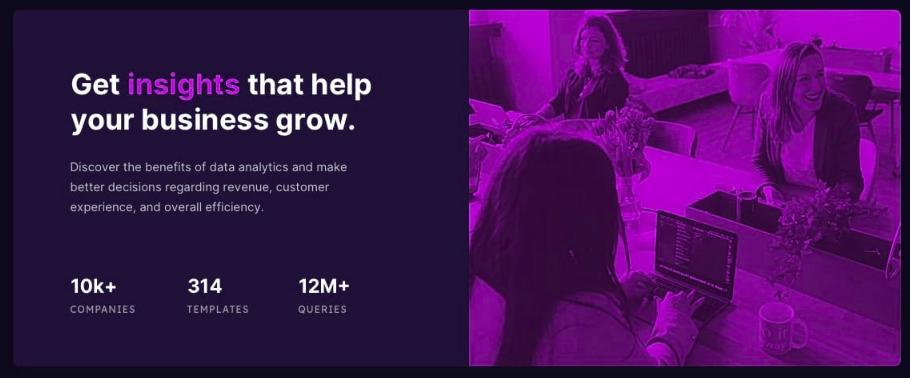 Get insights that help
your business grow.
Discover the benefits of data analytics and make
better decisions regarding revenue, customer
experience, and overall efficiency.
10k+
COMPANIES
314
TEMPLATES
12M+
QUERIES